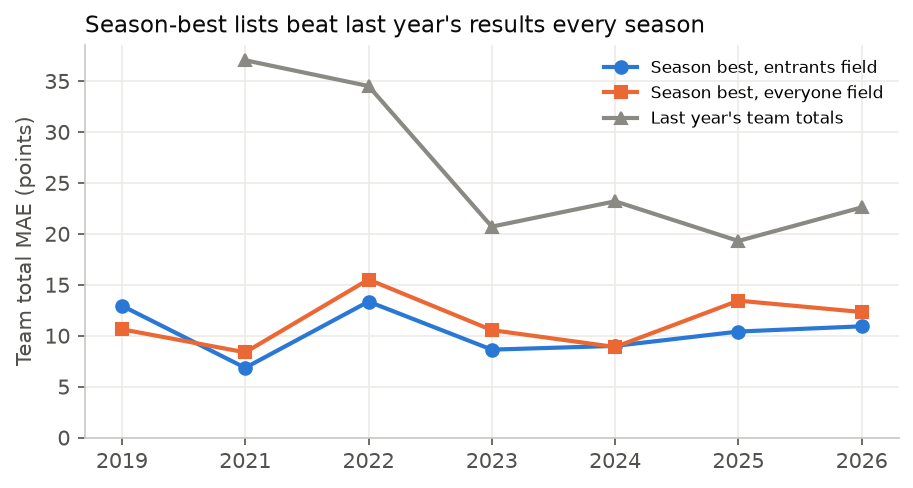 Season-best lists beat last year's results every season
Season best, entrants field
Season best, everyone field
Last year's team totals
Team total MAE (points)
35
30
25
20
15
10
5
0
2019 2021 2022 2023 2024 2025 2026